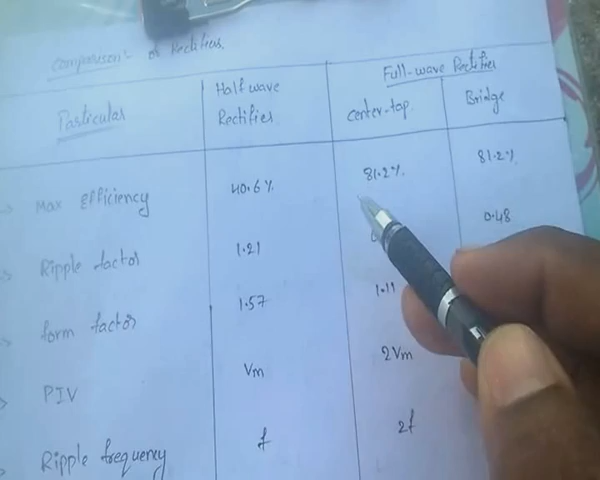 Comparison of Rectifiers.
Full-wave Rectifier
Particular Half wave Rectifier center-tap Bridge
Max Efficiency 40.6% 81.2% 81.2%
Ripple factor 1.21 0.48
form factor 1.57 1.11
PIV Vm 2Vm
Ripple frequency f 2f